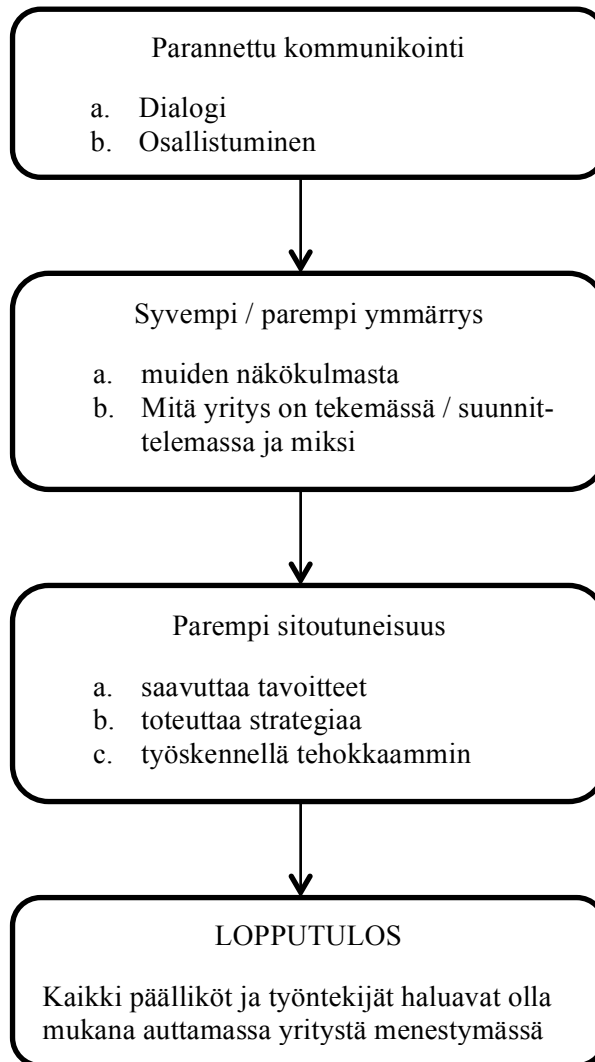 Parannettu kommunikointi
a. Dialogi
b. Osallistuminen
Syvempi / parempi ymmärrys
a. muiden näkökulmasta
b. Mitä yritys on tekemässä / suunnit-
telemassa ja miksi
Parempi sitoutuneisuus
a. saavuttaa tavoitteet
b. toteuttaa strategiaa
c. työskennellä tehokkaammin
LOPPUTULOS
Kaikki päälliköt ja työntekijät haluavat olla
mukana auttamassa yritystä menestymässä